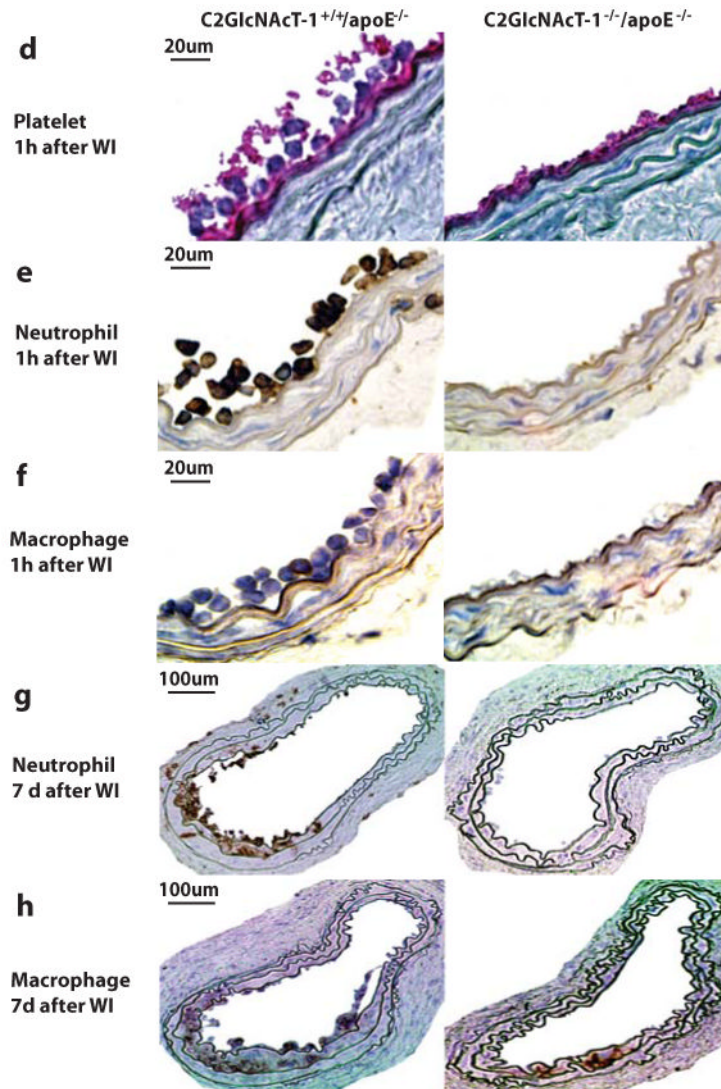 C2GlcNAcT-1+/+/apoE-/- C2GlcNAcT-1-/-/apoE-/-
d
20um
Platelet
1h after WI
e
20um
Neutrophil
1h after WI
f
20um
Macrophage
1h after WI
g
100um
Neutrophil
7 d after WI
h
100um
Macrophage
7d after WI